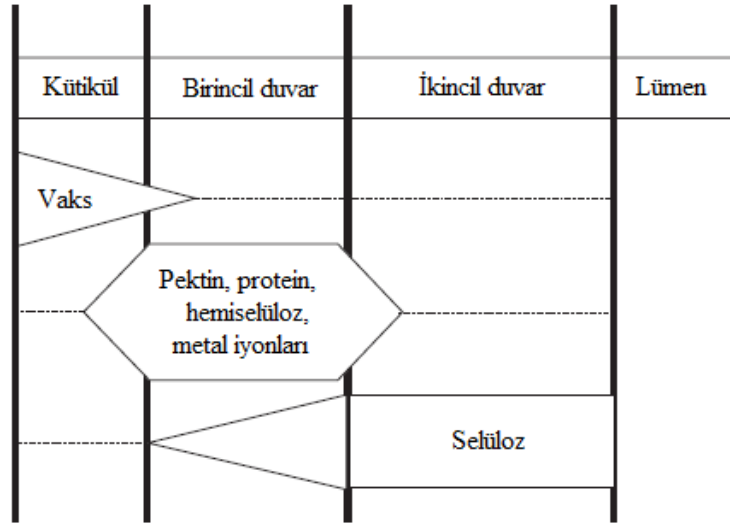 Kütikül Birincil duvar İkincil duvar Lümen
Vaks
Pektin, protein,
hemiselüloz,
metal iyonları
Selüloz